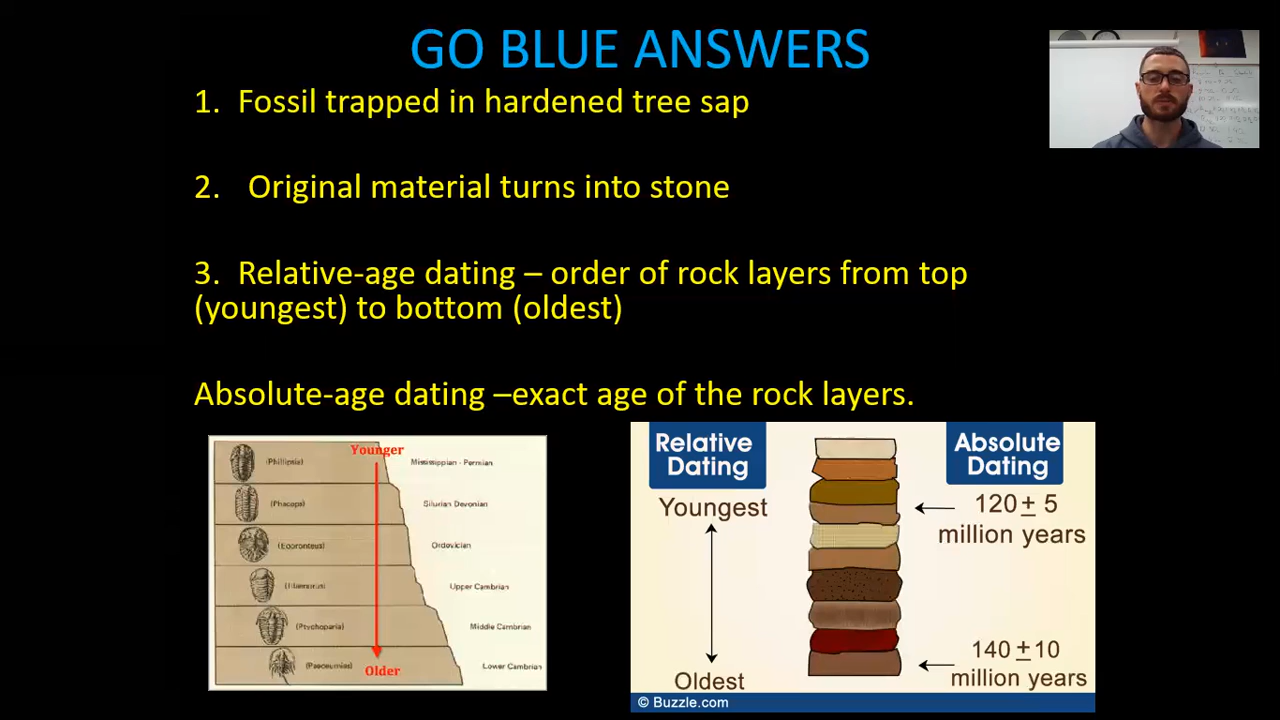 GO BLUE ANSWERS
1. Fossil trapped in hardened tree sap
2. Original material turns into stone
3. Relative-age dating – order of rock layers from top
(youngest) to bottom (oldest)
Absolute-age dating –exact age of the rock layers.
Younger
(Phillipsia)
Mississippian - Permian
(Phacops)
Silurian Devonian
Ordovician
Upper Cambrian
(Ptychoparia)
Middle Cambrian
Lower Cambrian
Older
Relative
Dating
Youngest
Oldest
Absolute
Dating
120 ± 5
million years
140 ± 10
million years
© Buzzle.com